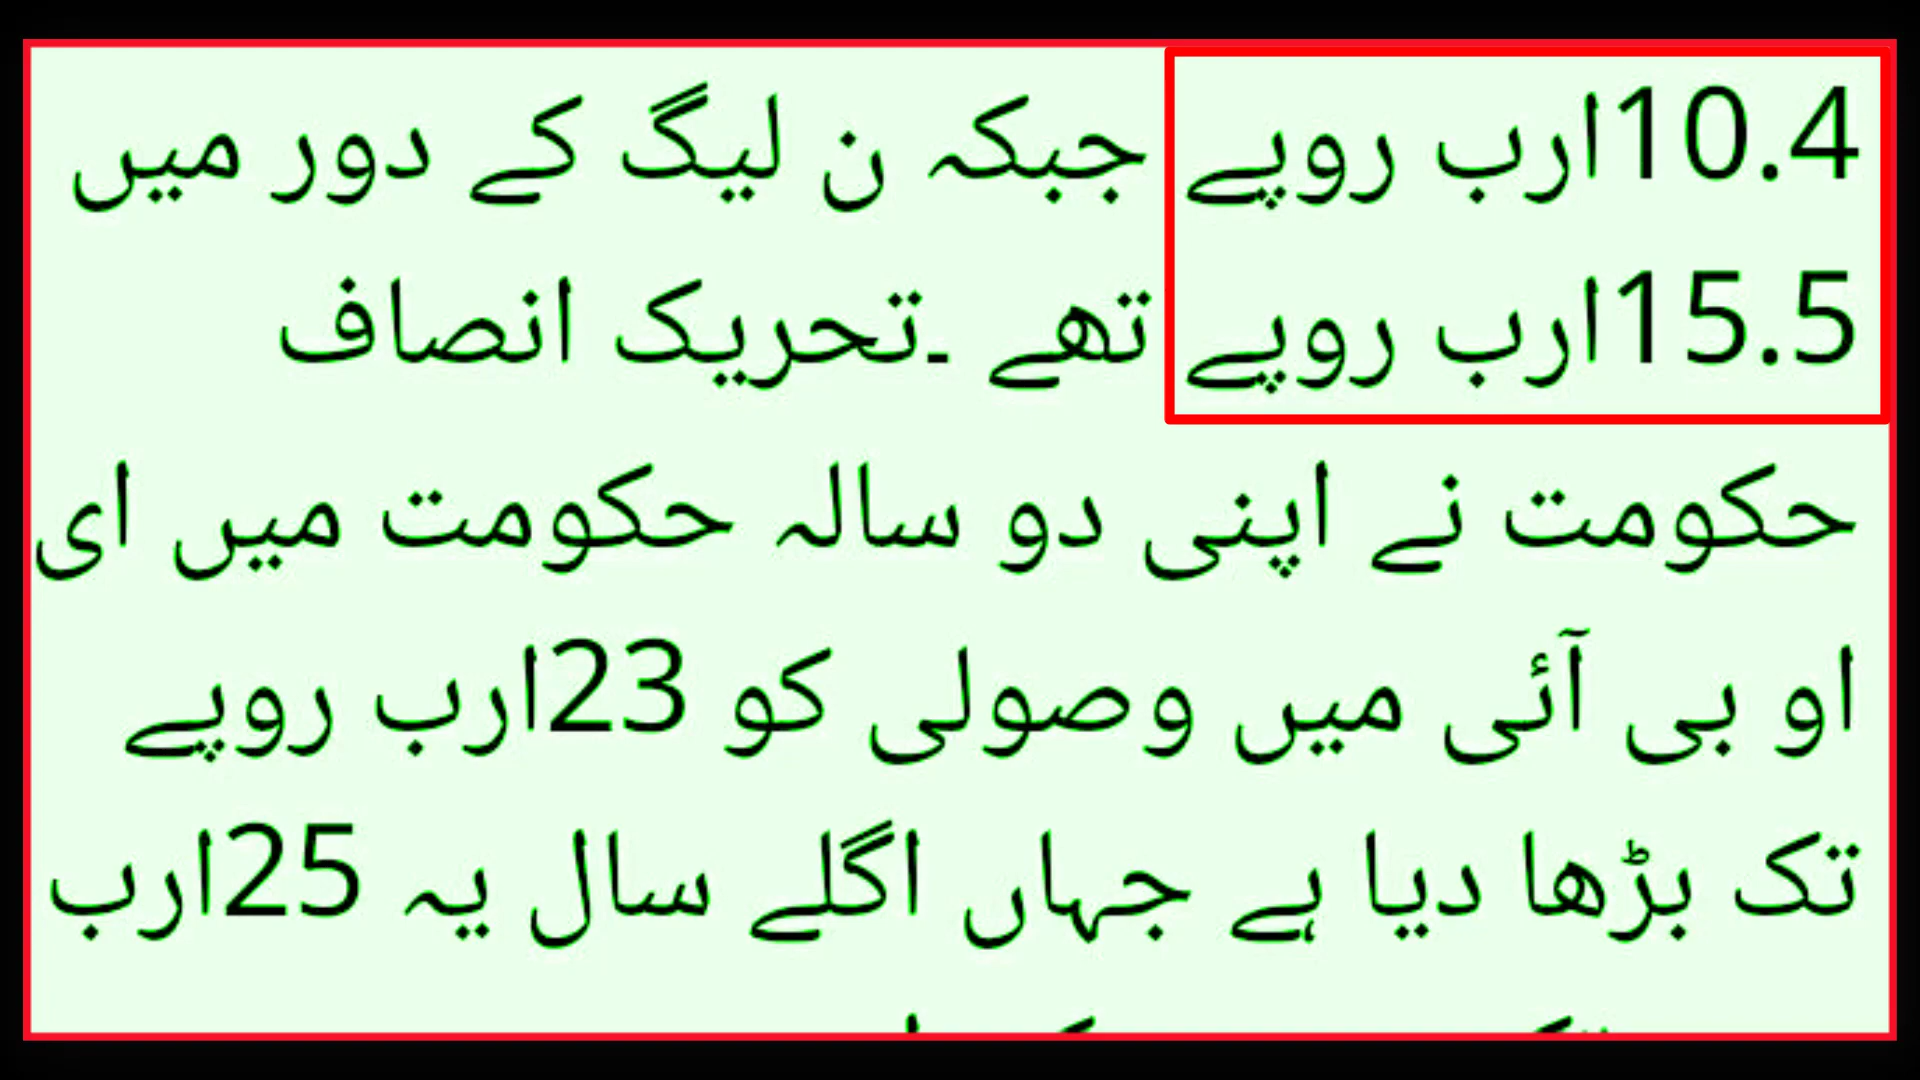 10.4ارب روپے جبکہ ن لیگ کے دور میں
15.5ارب روپے تھے ۔تحریک انصاف
حکومت نے اپنی دو سالہ حکومت میں ای
او بی آئی میں وصولی کو 23ارب روپے
تک بڑھا دیا ہے جہاں اگلے سال یہ 25ارب